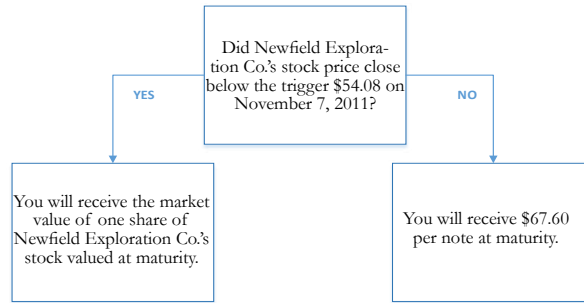 Did Newfield Explora-
tion Co.'s stock price close
below the trigger $54.08 on
November 7, 2011?
YES
NO
You will receive the market
value of one share of
Newfield Exploration Co.'s
stock valued at maturity.
You will receive $67.60
per note at maturity.